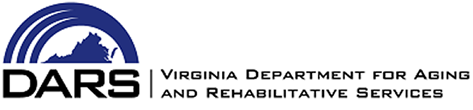 DARS
VIRGINIA DEPARTMENT FOR AGING
AND REHABILITATIVE SERVICES